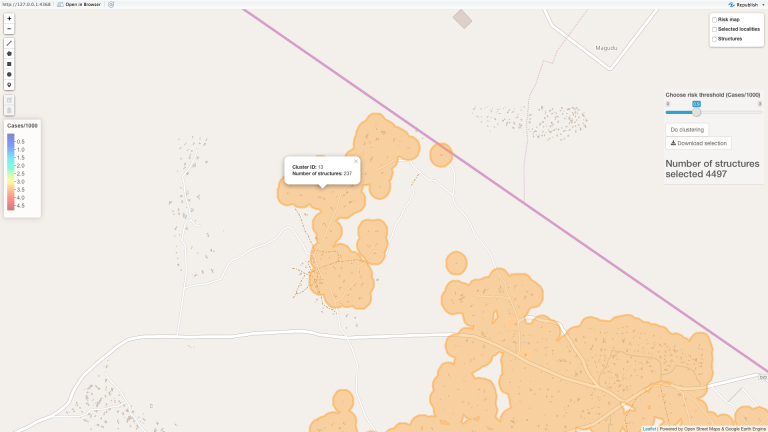 http://127.0.0.1:4368
Open in Browser
Republish
+
−
Risk map
Selected localities
Structures
Magudu
Choose risk threshold (Cases/1000)
0
3
Do clustering
Download selection
Number of structures
selected 4497
Cases/1000
0.5
1.0
1.5
2.0
2.5
3.0
3.5
4.0
4.5
Cluster ID: 13
Number of structures: 237
×
Leaflet | Powered by Open Street Maps & Google Earth Engine